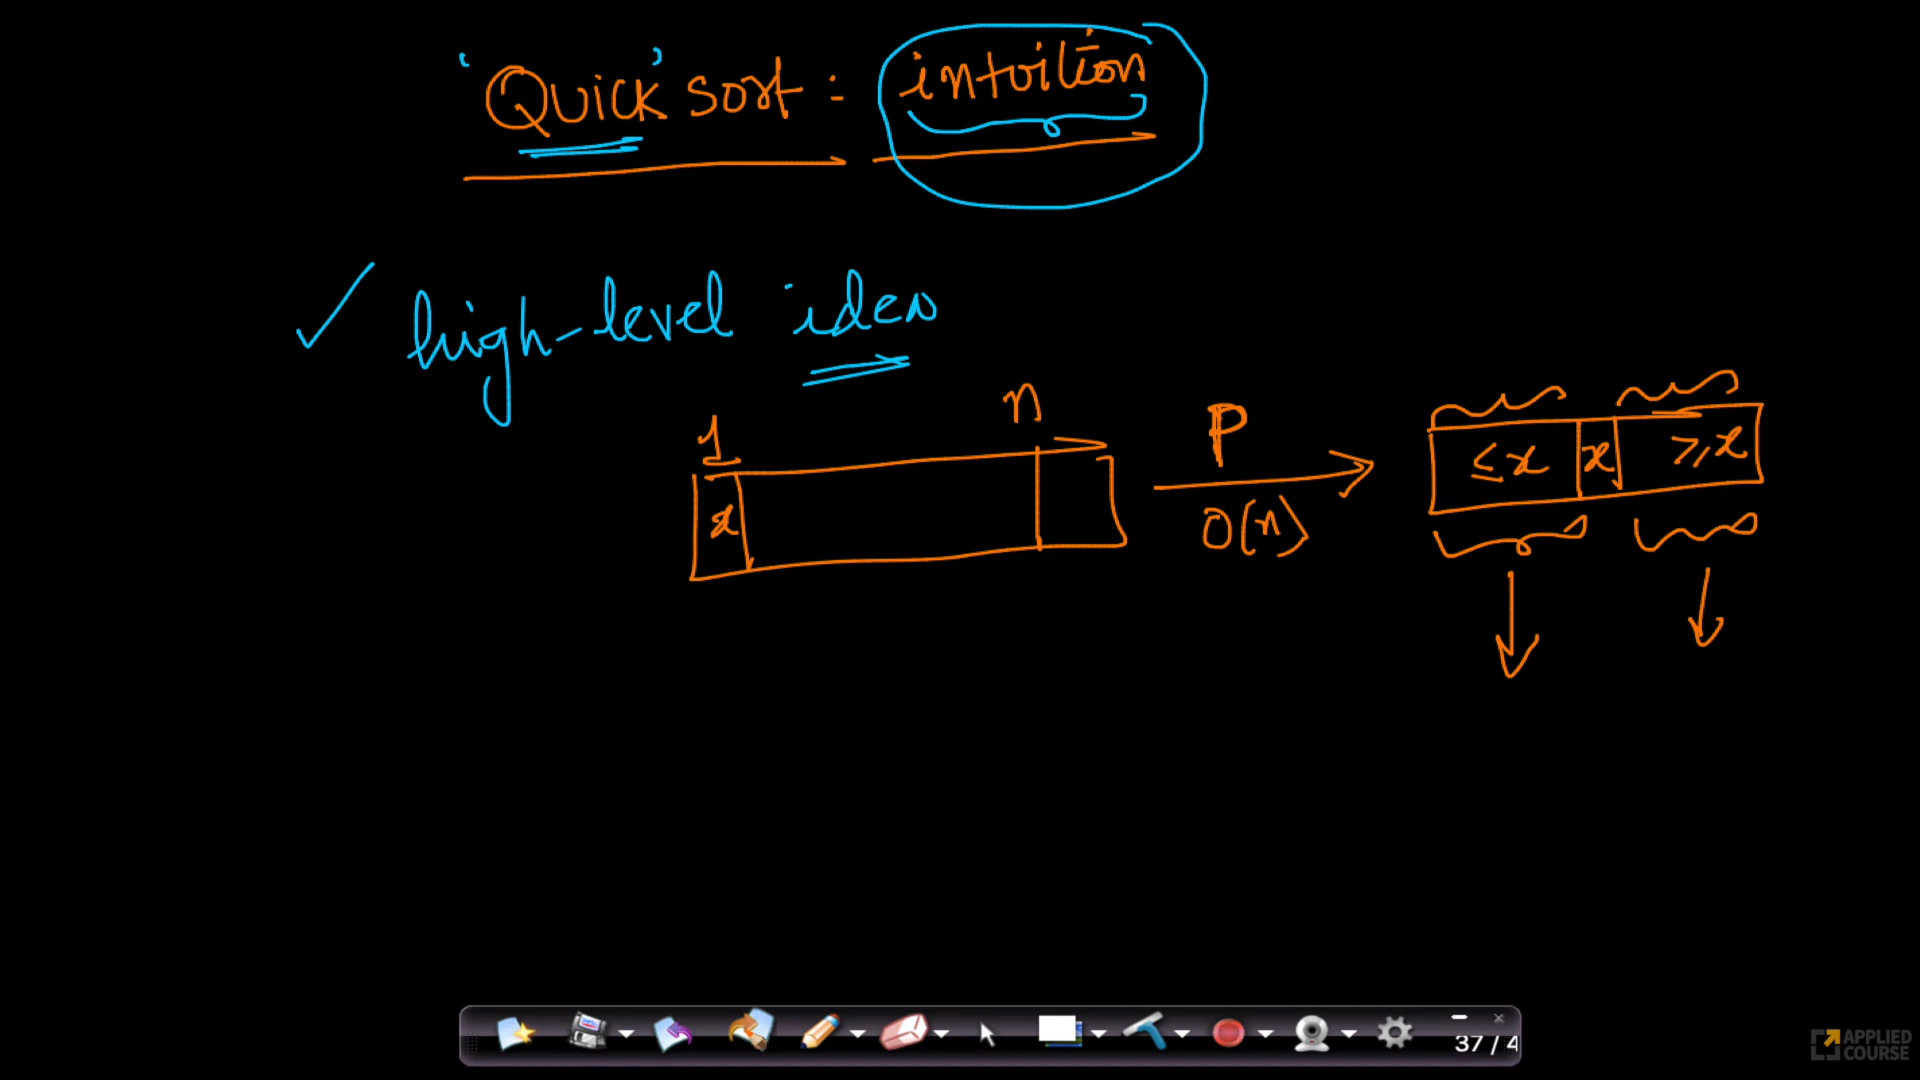 'Quick' sort : intuition
high-level idea
1 n
x
P
O(n)
≤x x ≥x
37 / 4
APPLIED
COURSE